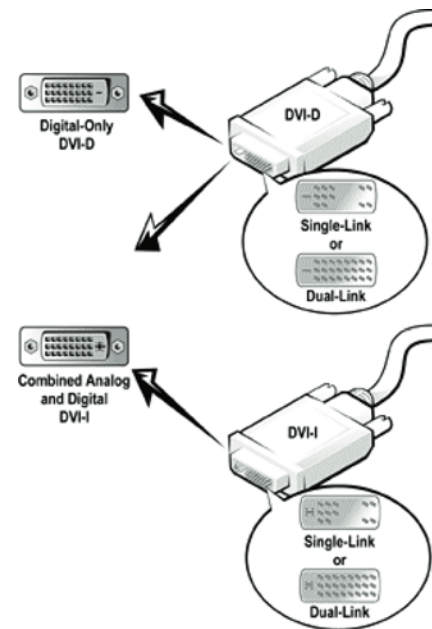 DVI-D
Digital-Only
DVI-D
Single-Link
or
Dual-Link
Combined Analog
and Digital
DVI-I
DVI-I
Single-Link
or
Dual-Link